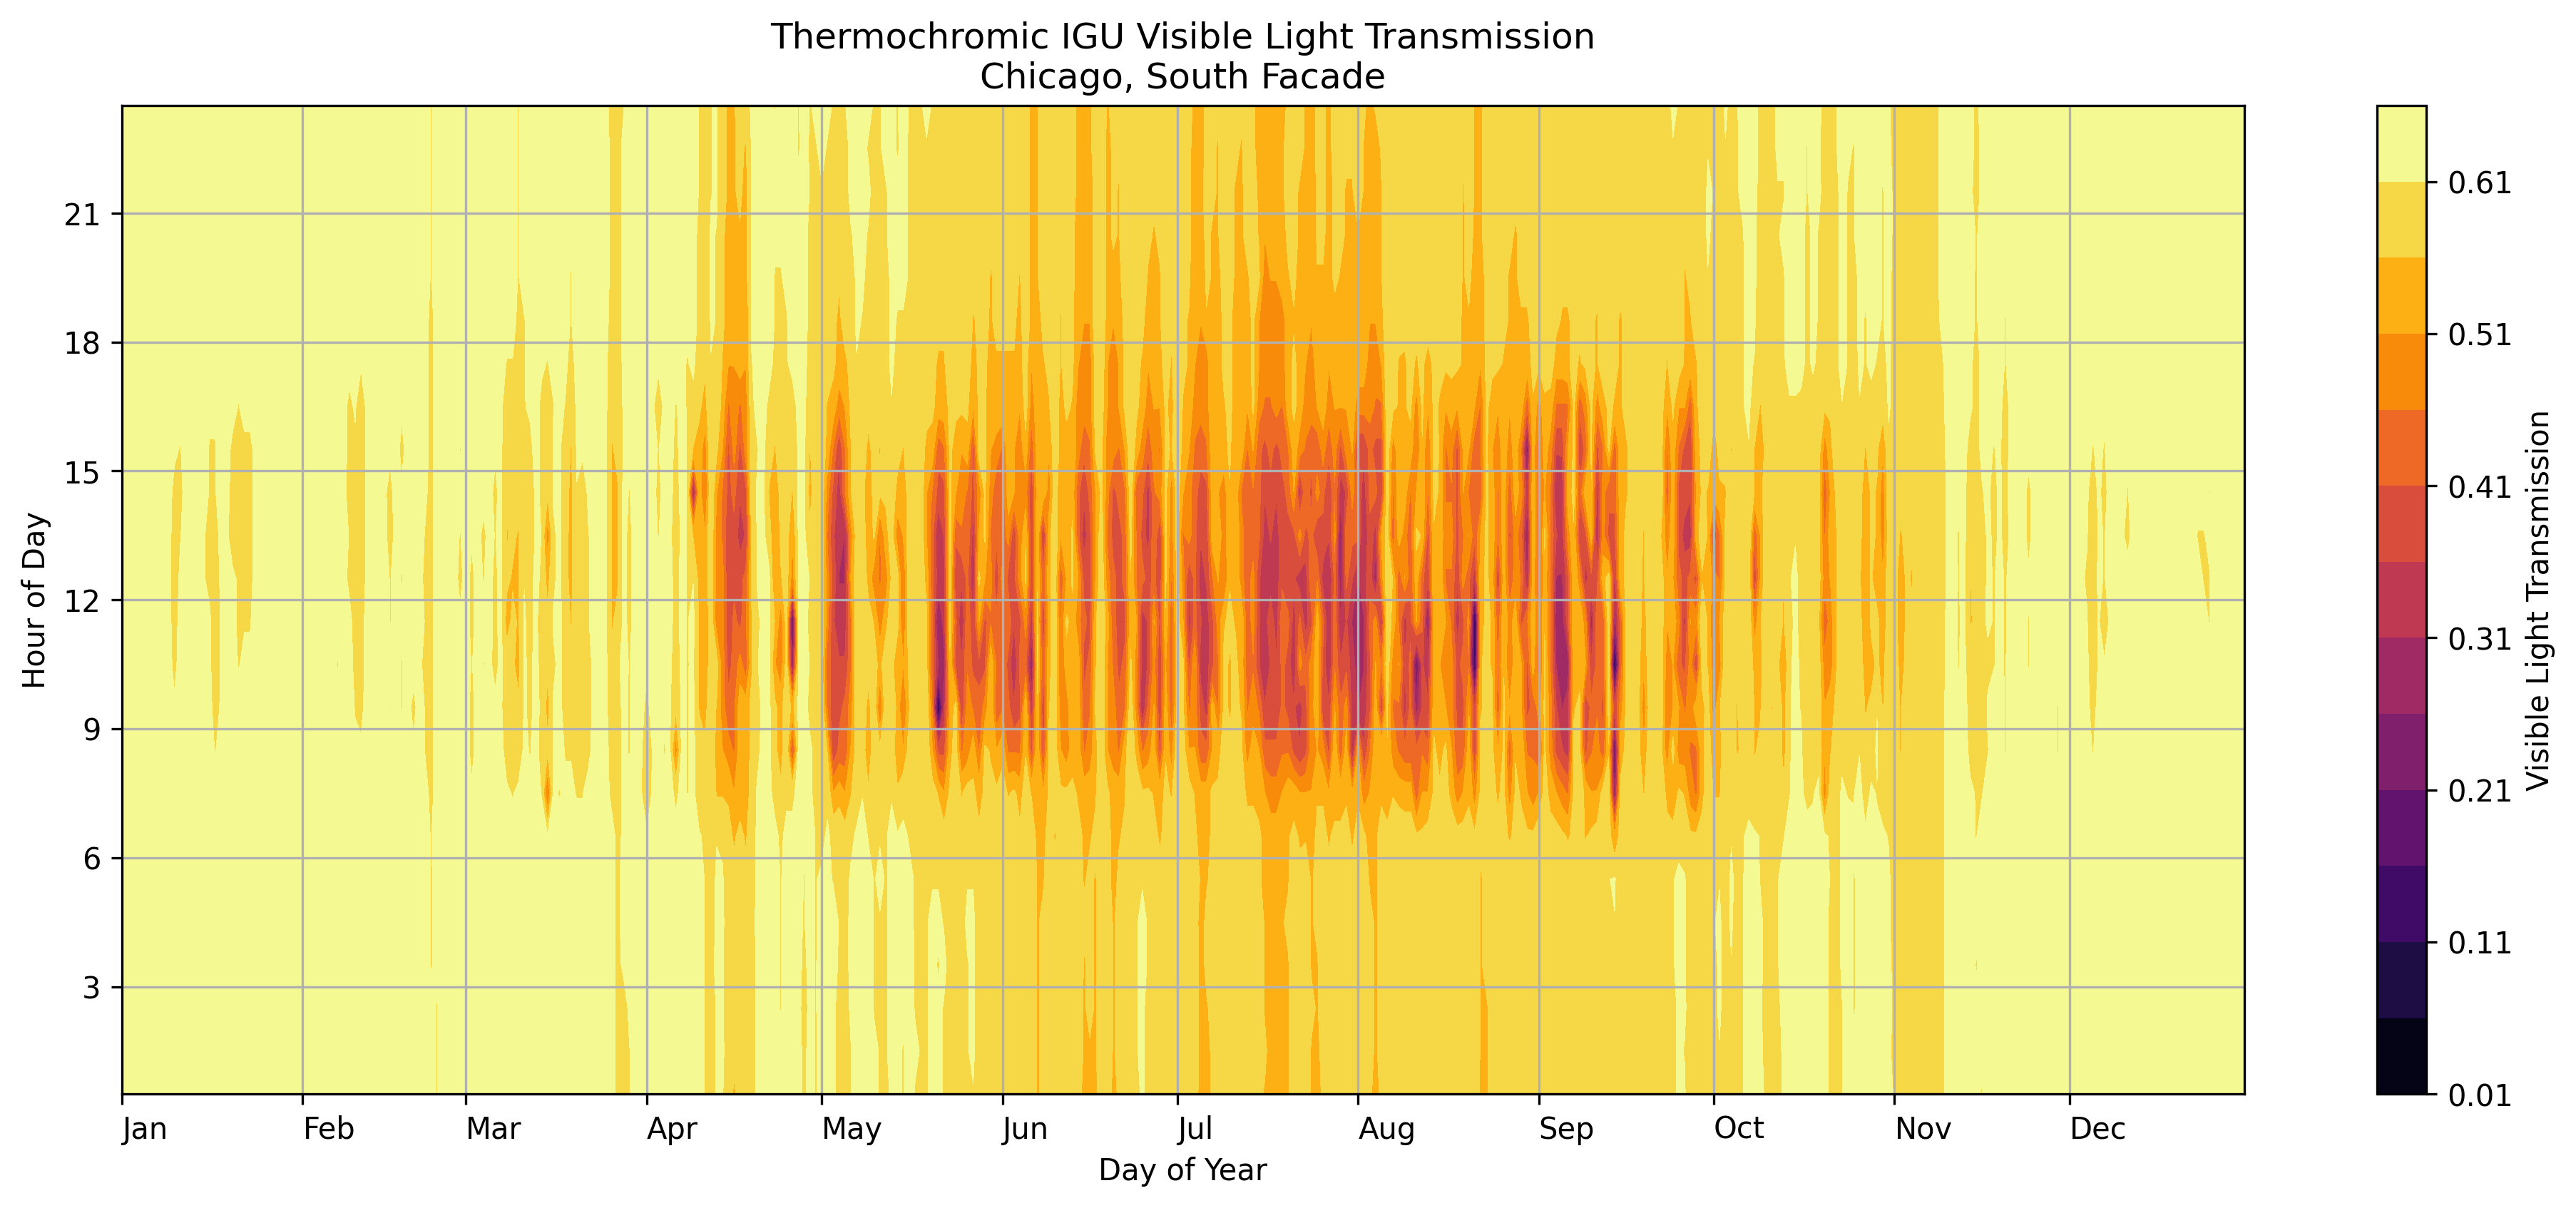 Thermochromic IGU Visible Light Transmission
Chicago, South Facade
Hour of Day
21
18
15
12
9
6
3
Jan Feb Mar Apr May Jun Jul Aug Sep Oct Nov Dec
Day of Year
0.61
0.51
0.41
0.31
0.21
0.11
0.01
Visible Light Transmission